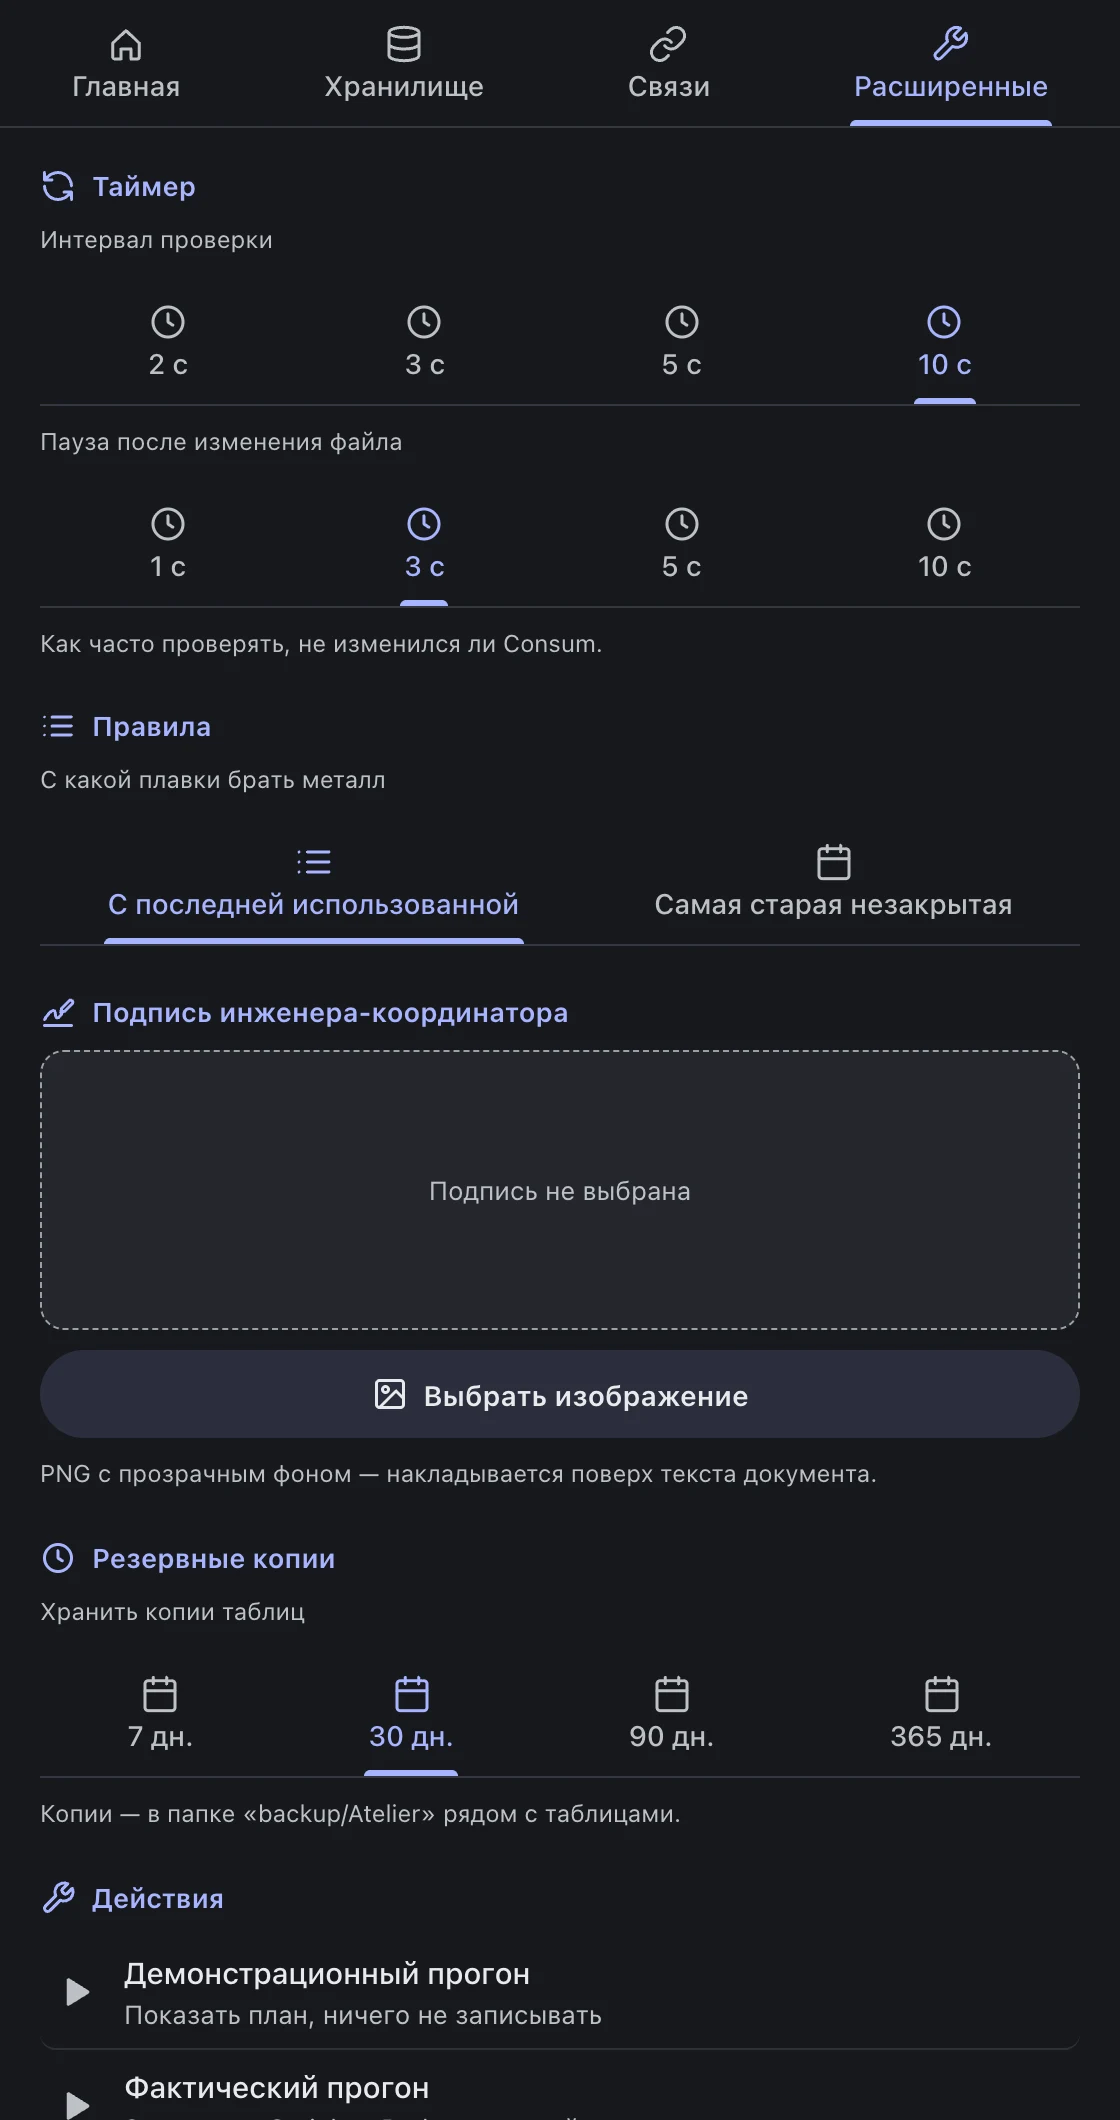 Главная Хранилище Связи Расширенные
Таймер
Интервал проверки
2 с 3 с 5 с 10 с
Пауза после изменения файла
1 с 3 с 5 с 10 с
Как часто проверять, не изменился ли Consum.
Правила
С какой плавки брать металл
С последней использованной Самая старая незакрытая
Подпись инженера-координатора
Подпись не выбрана
Выбрать изображение
PNG с прозрачным фоном — накладывается поверх текста документа.
Резервные копии
Хранить копии таблиц
7 дн. 30 дн. 90 дн. 365 дн.
Копии — в папке «backup/Atelier» рядом с таблицами.
Действия
Демонстрационный прогон
Показать план, ничего не записывать
Фактический прогон